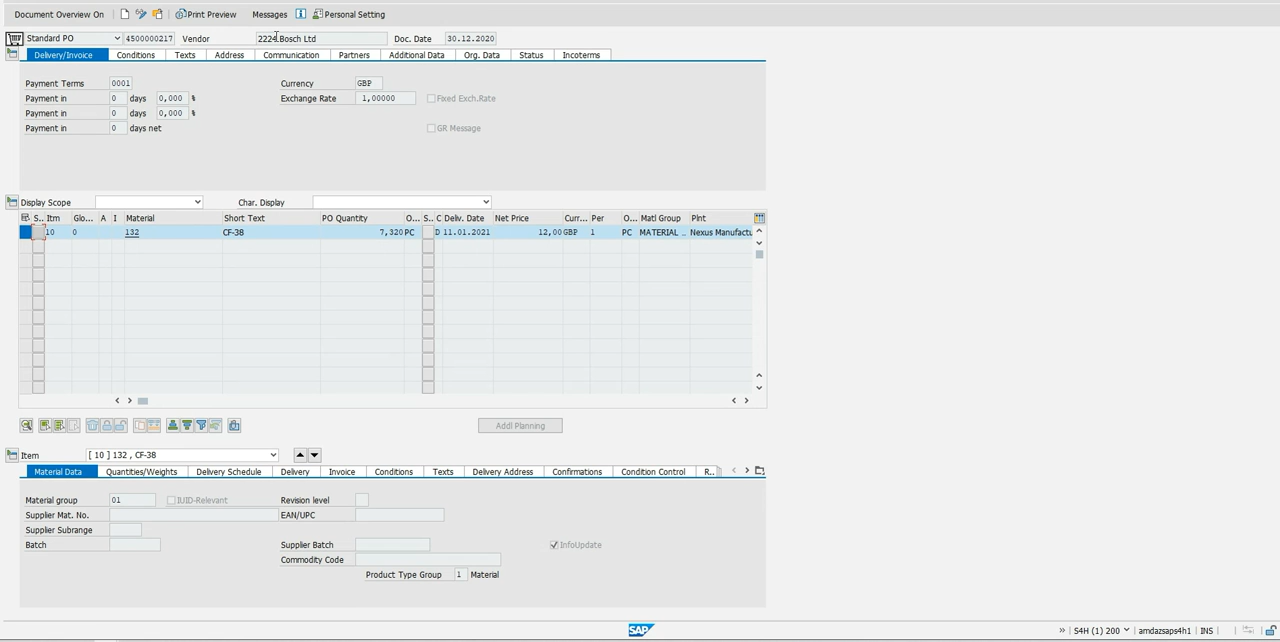 Document Overview On Print Preview Messages Personal Setting
Standard PO 4500000217 Vendor 2224 Bosch Ltd Doc. Date 30.12.2020
Delivery/Invoice Conditions Texts Address Communication Partners Additional Data Org. Data Status Incoterms
Payment Terms 0001 Currency GBP
Payment in 0 days 0,000 % Exchange Rate 1,00000 Fixed Exch.Rate
Payment in 0 days 0,000 %
Payment in 0 days net GR Message
Display Scope Char. Display
S.. Itm Glo... A I Material Short Text PO Quantity O... S.. C Deliv. Date Net Price Curr... Per O... Matl Group Plnt
10 0 132 CF-38 7,320 PC D 11.01.2021 12,00 GBP 1 PC MATERIAL .. Nexus Manufactu
Addl Planning
Item [ 10 ] 132 , CF-38
Material Data Quantities/Weights Delivery Schedule Delivery Invoice Conditions Texts Delivery Address Confirmations Condition Control R..
Material group 01 IUID-Relevant Revision level
Supplier Mat. No. EAN/UPC
Supplier Subrange
Batch Supplier Batch InfoUpdate
Commodity Code
Product Type Group 1 Material
SAP » S4H (1) 200 amdazsaps4h1 INS